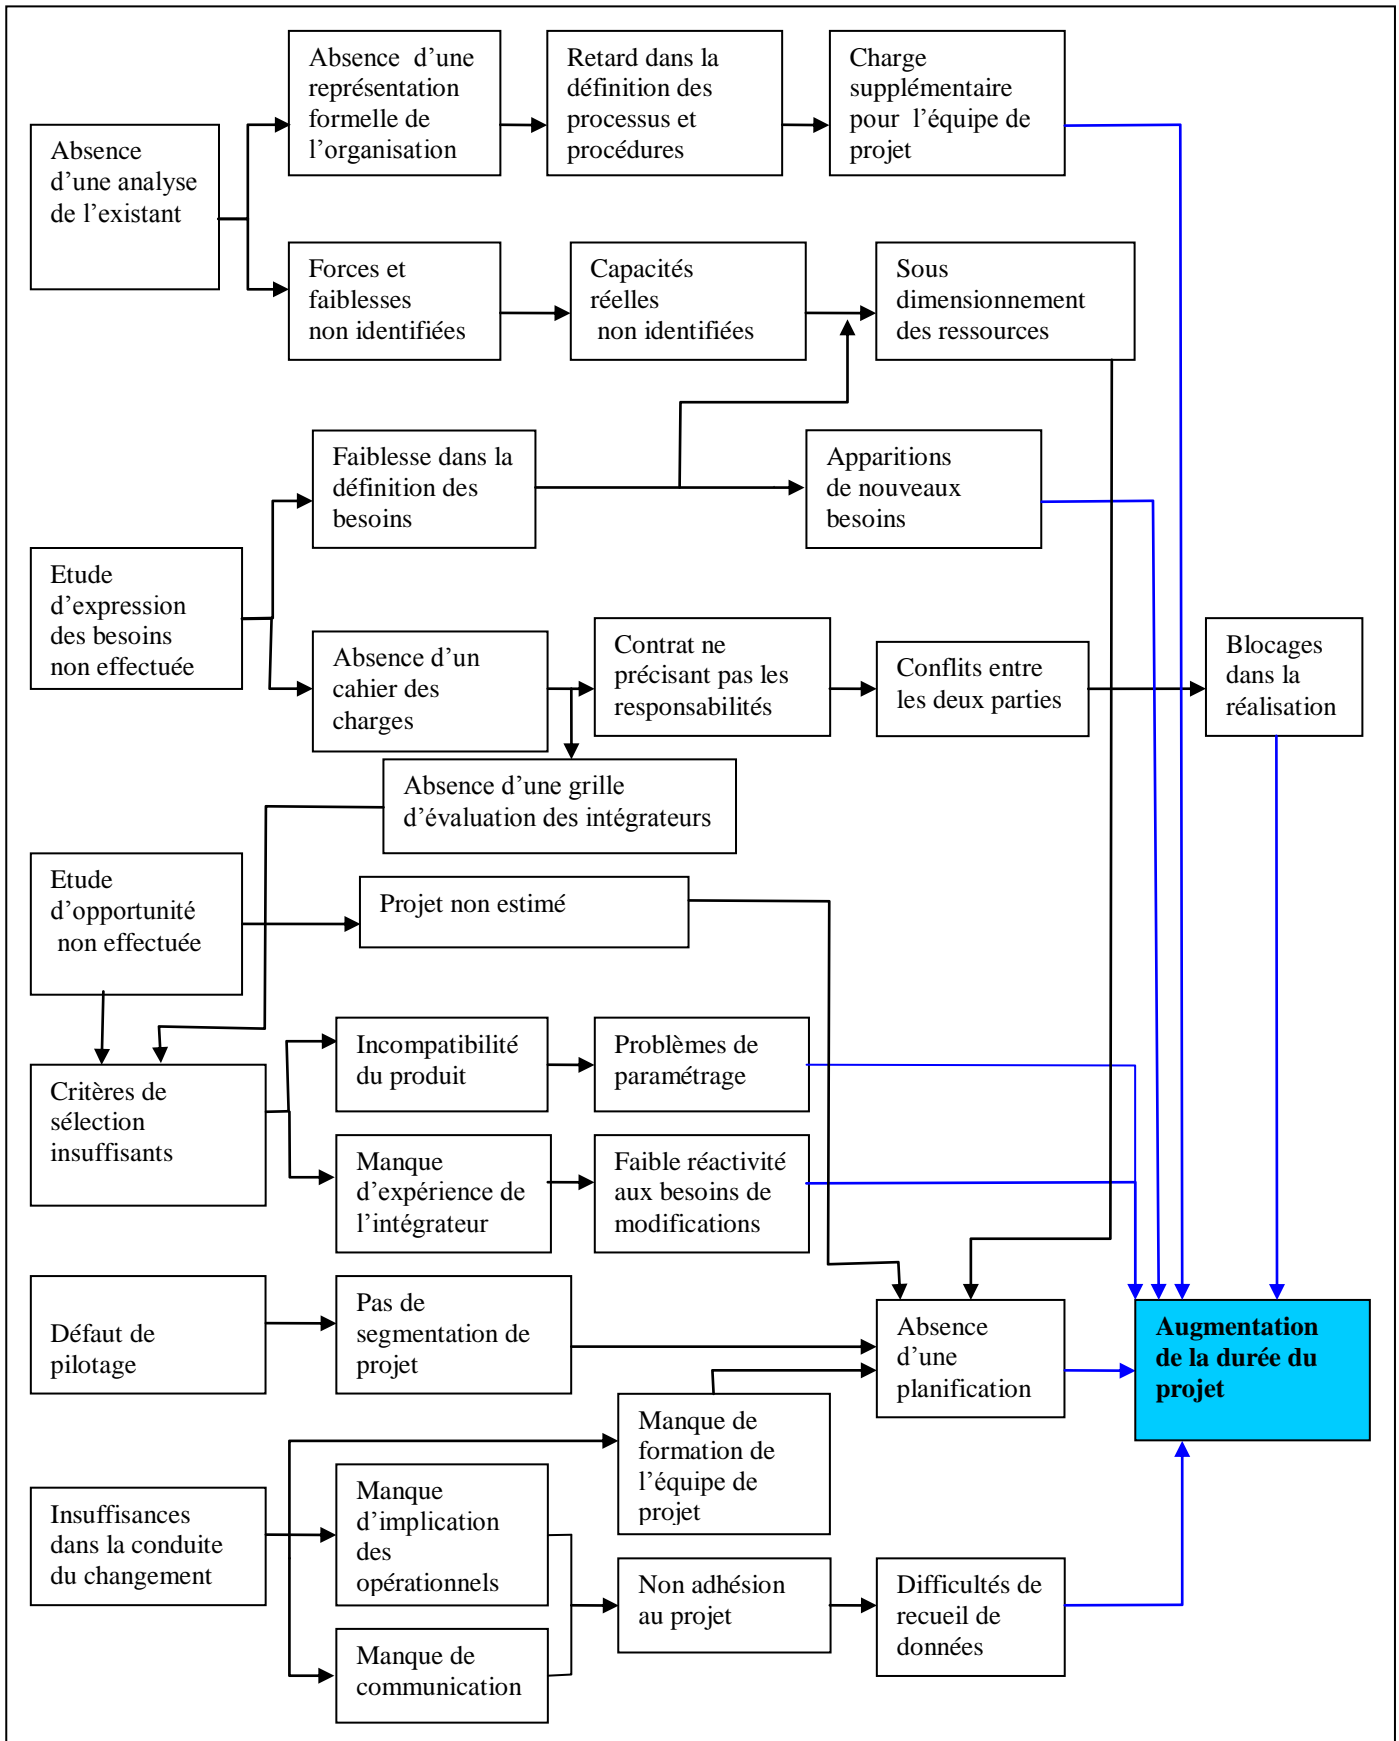 Absence d’une
représentation
formelle de
l’organisation
Retard dans la
définition des
processus et
procédures
Charge
supplémentaire
pour l’équipe de
projet
Absence
d’une analyse
de l’existant
Forces et
faiblesses
non identifiées
Capacités
réelles
non identifiées
Sous
dimensionnement
des ressources
Faiblesse dans la
définition des
besoins
Apparitions
de nouveaux
besoins
Etude
d’expression
des besoins
non effectuée
Absence d’un
cahier des
charges
Contrat ne
précisant pas les
responsabilités
Conflits entre
les deux parties
Blocages
dans la
réalisation
Absence d’une grille
d’évaluation des intégrateurs
Etude
d’opportunité
non effectuée
Projet non estimé
Critères de
sélection
insuffisants
Incompatibilité
du produit
Problèmes de
paramétrage
Manque
d’expérience de
l’intégrateur
Faible réactivité
aux besoins de
modifications
Défaut de
pilotage
Pas de
segmentation de
projet
Absence
d’une
planification
Augmentation
de la durée du
projet
Manque de
formation de
l’équipe de
projet
Insuffisances
dans la conduite
du changement
Manque
d’implication
des
opérationnels
Non adhésion
au projet
Difficultés de
recueil de
données
Manque de
communication